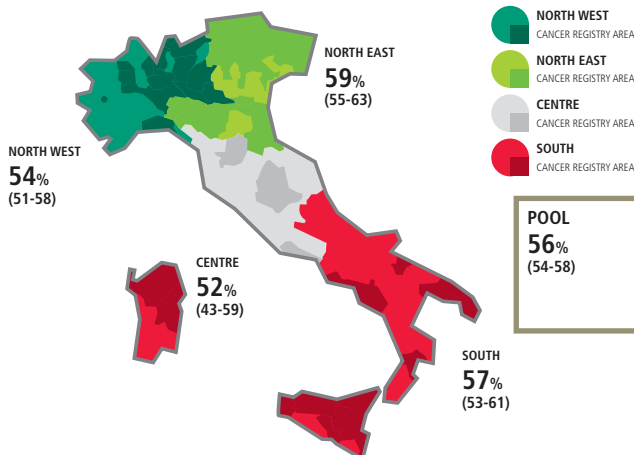 NORTH WEST
CANCER REGISTRY AREA
NORTH EAST
CANCER REGISTRY AREA
CENTRE
CANCER REGISTRY AREA
SOUTH
CANCER REGISTRY AREA
NORTH EAST
59%
(55-63)
NORTH WEST
54%
(51-58)
POOL
56%
(54-58)
CENTRE
52%
(43-59)
SOUTH
57%
(53-61)